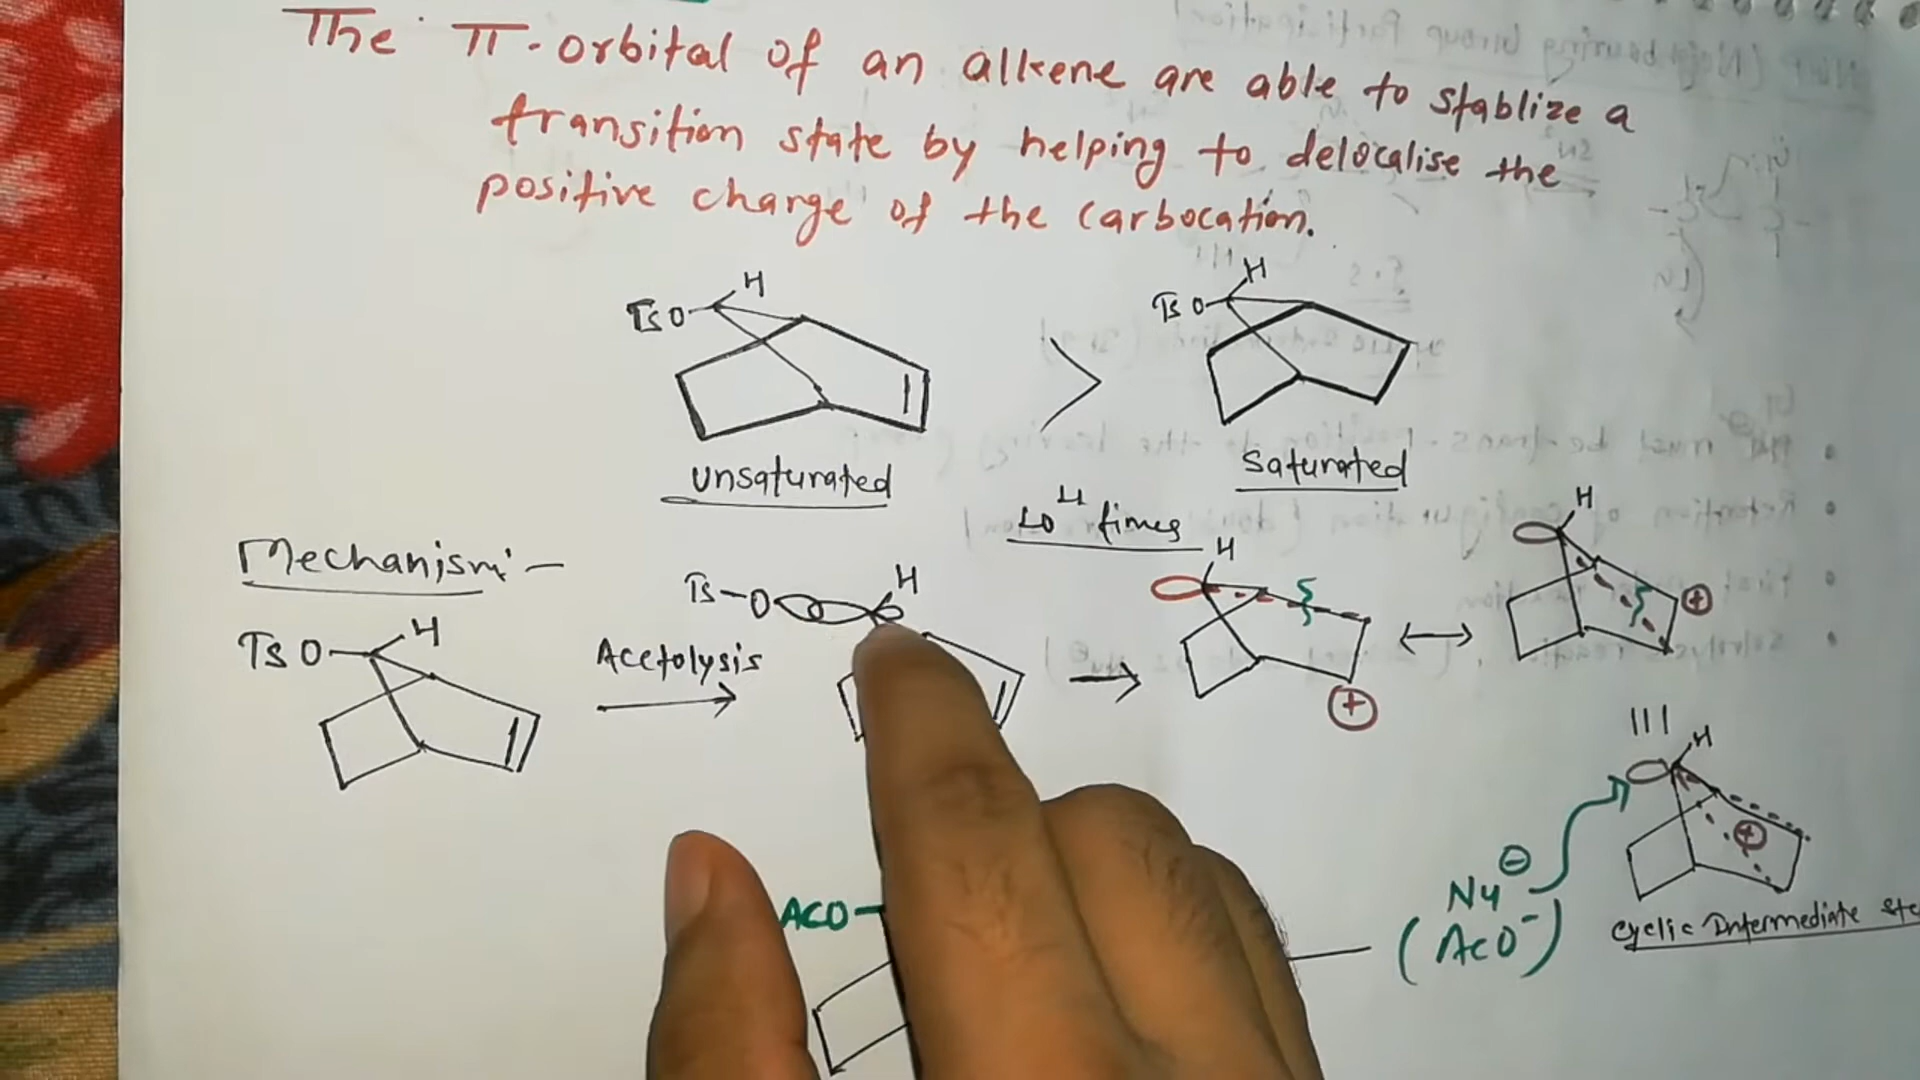 The π-orbital of an alkene are able to stablize a
transition state by helping to delocalise the
positive charge of the carbocation.
TsO H
TsO H
>
unsaturated
saturated
10¹¹ times
Mechanism:-
TsO H
Acetolysis
Ts-O H
H
+
H
+
H
+
Nu⊖
(AcO⁻)
Cyclic Intermediate
ACO-